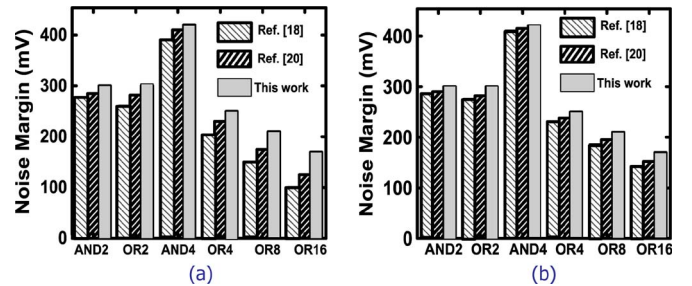 Noise Margin (mV)
400
300
200
100
0
Ref. [18]
Ref. [20]
This work
AND2 OR2 AND4 OR4 OR8 OR16
(a)
Noise Margin (mV)
400
300
200
100
0
Ref. [18]
Ref. [20]
This work
AND2 OR2 AND4 OR4 OR8 OR16
(b)